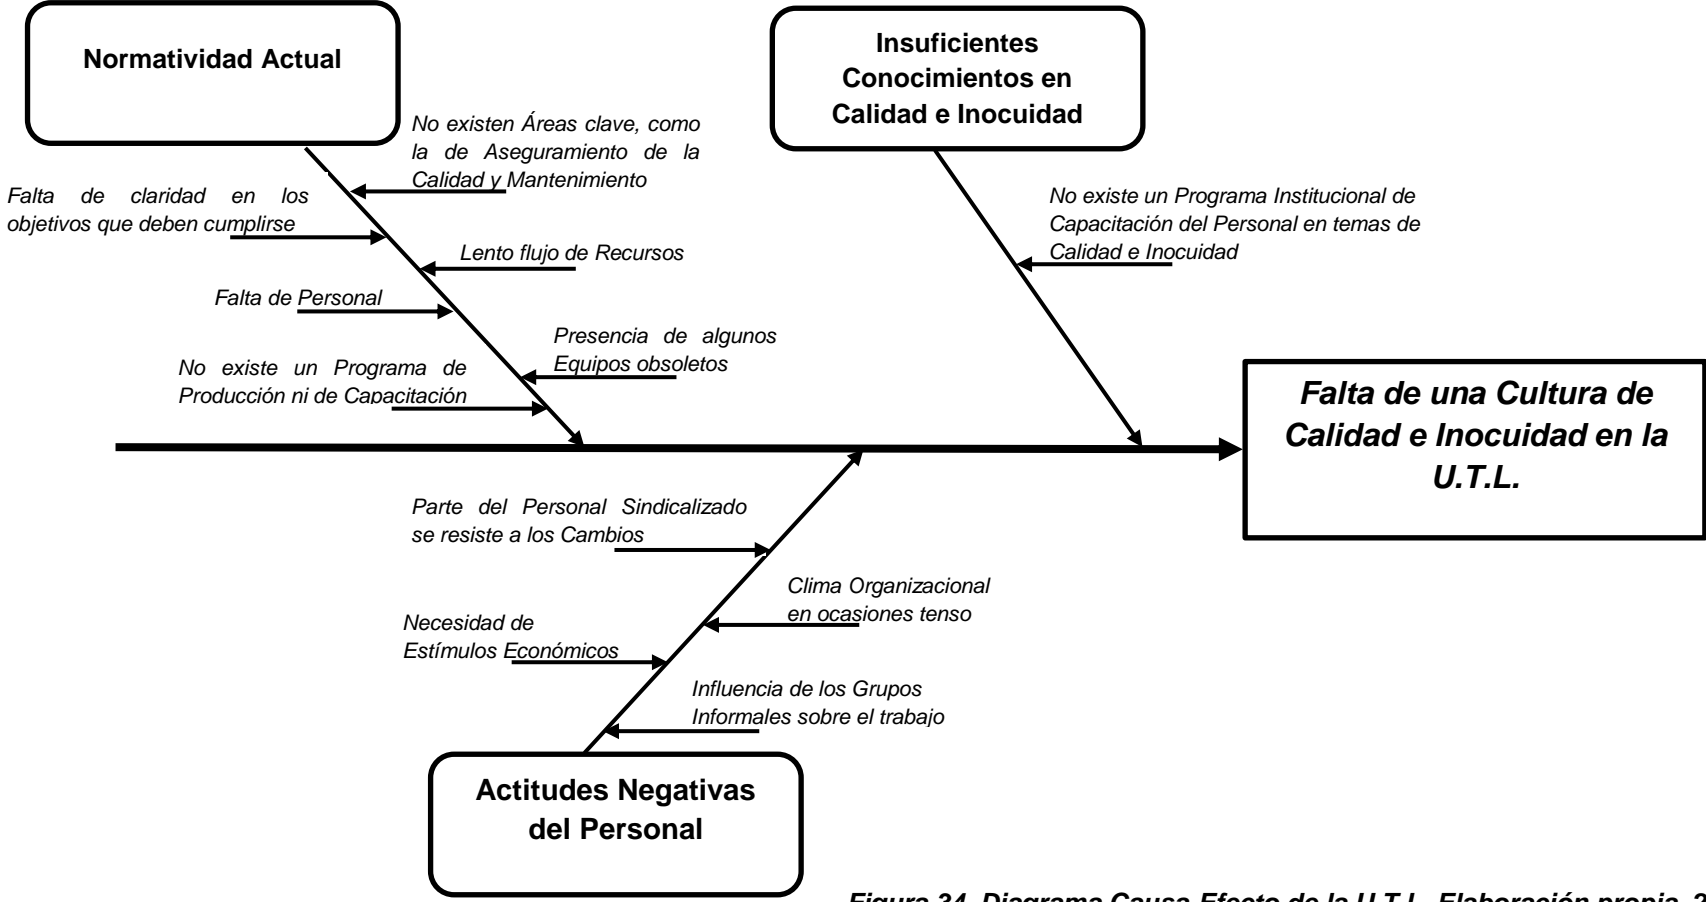 Normatividad Actual
Insuficientes
Conocimientos en
Calidad e Inocuidad
No existen Áreas clave, como
la de Aseguramiento de la
Calidad y Mantenimiento
Falta de claridad en los
objetivos que deben cumplirse
Lento flujo de Recursos
Falta de Personal
Presencia de algunos
Equipos obsoletos
No existe un Programa de
Producción ni de Capacitación
No existe un Programa Institucional de
Capacitación del Personal en temas de
Calidad e Inocuidad
Falta de una Cultura de
Calidad e Inocuidad en la
U.T.L.
Parte del Personal Sindicalizado
se resiste a los Cambios
Clima Organizacional
en ocasiones tenso
Necesidad de
Estímulos Económicos
Influencia de los Grupos
Informales sobre el trabajo
Actitudes Negativas
del Personal
Figura 34. Diagrama Causa-Efecto de la U.T.L. Elaboración propia.